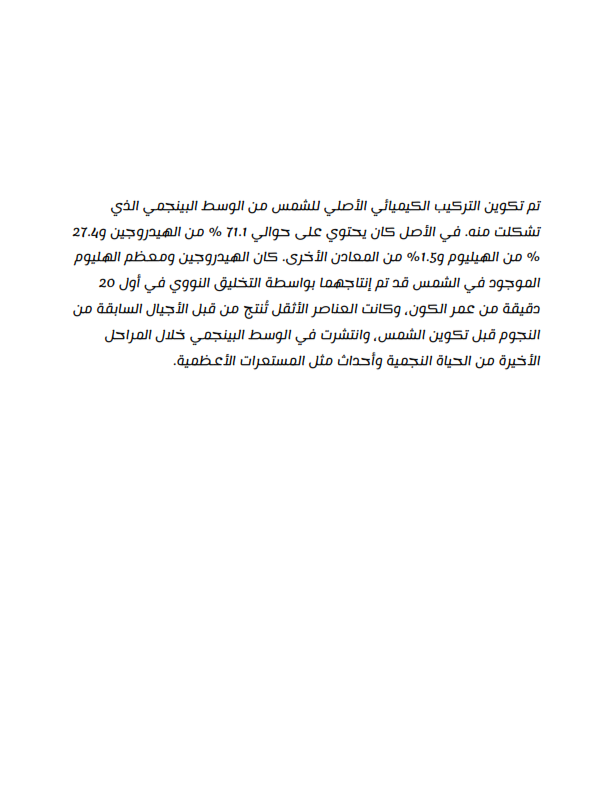 تم تكوين التركيب الكيميائي الأصلي للشمس من الوسط البينجمي الذي
تشكلت منه. في الأصل كان يحتوي على حوالي 71.1 % من الهيدروجين و27.4
% من الهيليوم و1.5% من المعادن الأخرى. كان الهيدروجين ومعظم الهليوم
الموجود في الشمس قد تم إنتاجهما بواسطة التخليق النووي في أول 20
دقيقة من عمر الكون، وكانت العناصر الأثقل تُنتج من قبل الأجيال السابقة من
النجوم قبل تكوين الشمس، وانتشرت في الوسط البينجمي خلال المراحل
الأخيرة من الحياة النجمية وأحداث مثل المستعرات الأعظمية.